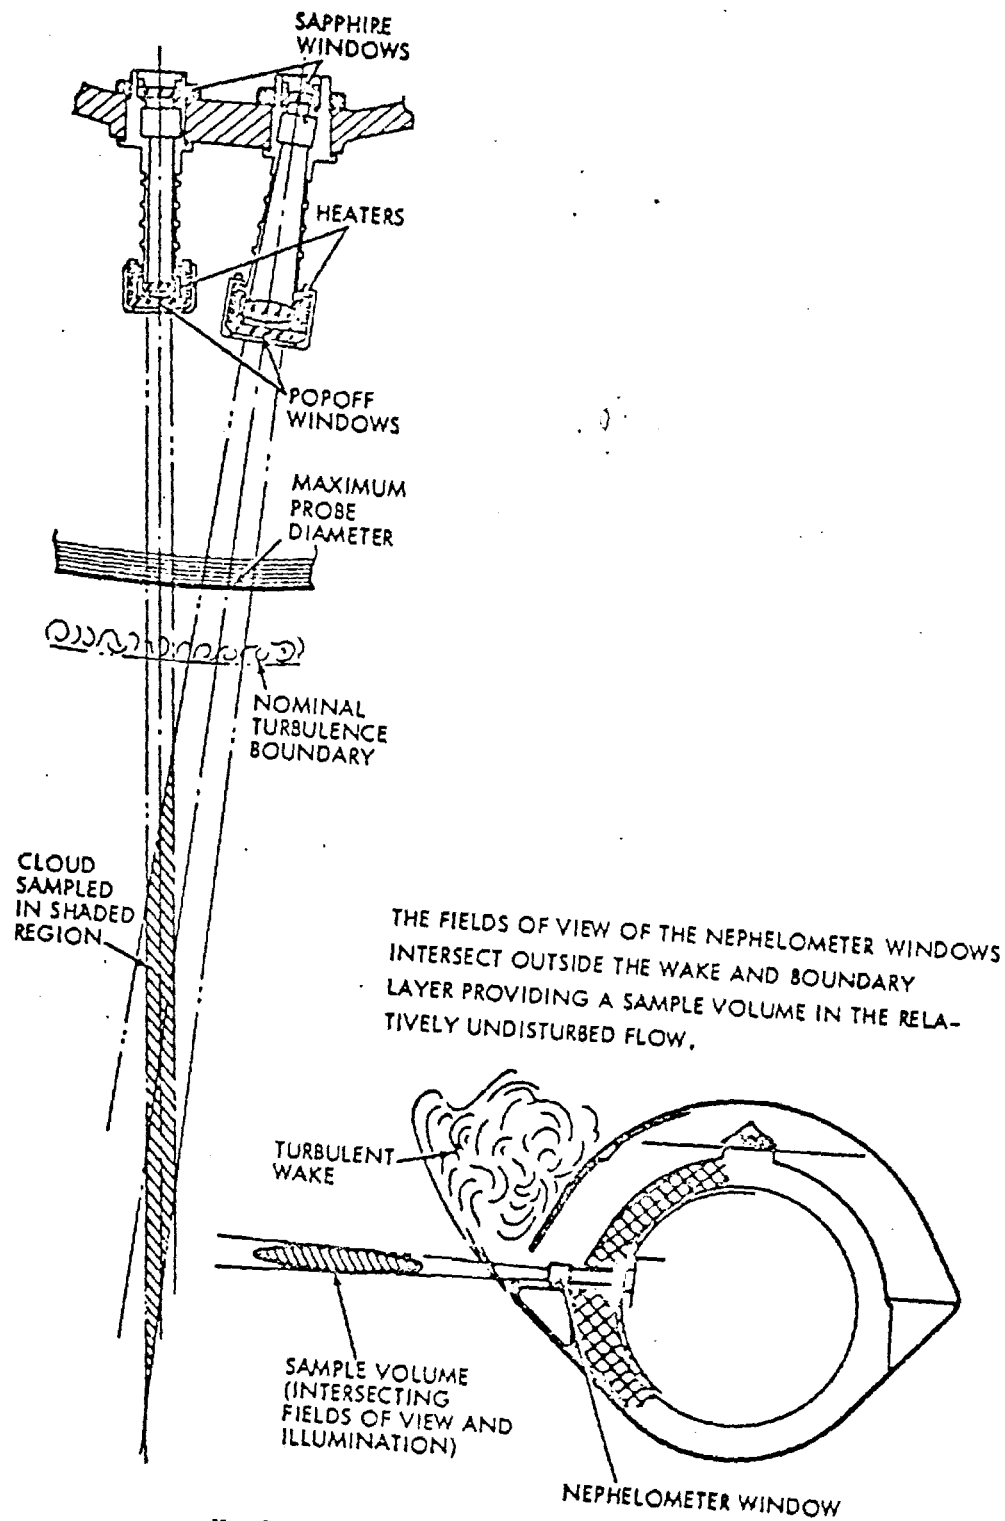 SAPPHIRE
WINDOWS
HEATERS
POPOFF
WINDOWS
MAXIMUM
PROBE
DIAMETER
NOMINAL
TURBULENCE
BOUNDARY
CLOUD
SAMPLED
IN SHADED
REGION
THE FIELDS OF VIEW OF THE NEPHELOMETER WINDOWS
INTERSECT OUTSIDE THE WAKE AND BOUNDARY
LAYER PROVIDING A SAMPLE VOLUME IN THE RELA-
TIVELY UNDISTURBED FLOW.
TURBULENT
WAKE
SAMPLE VOLUME
(INTERSECTING
FIELDS OF VIEW AND
ILLUMINATION)
NEPHELOMETER WINDOW